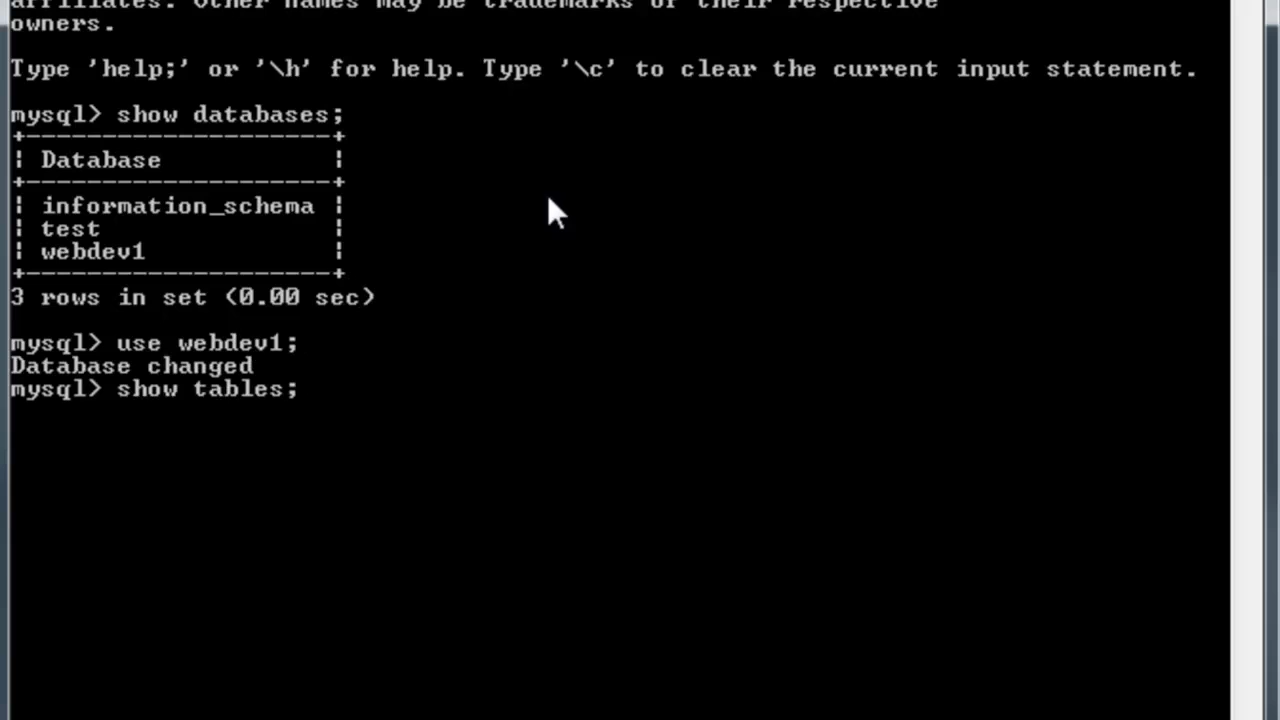 affiliates. Other names may be trademarks of their respective
owners.
Type 'help;' or '\h' for help. Type '\c' to clear the current input statement.
mysql> show databases;
+--------------------+
| Database           |
+--------------------+
| information_schema |
| test               |
| webdev1            |
+--------------------+
3 rows in set (0.00 sec)
mysql> use webdev1;
Database changed
mysql> show tables;